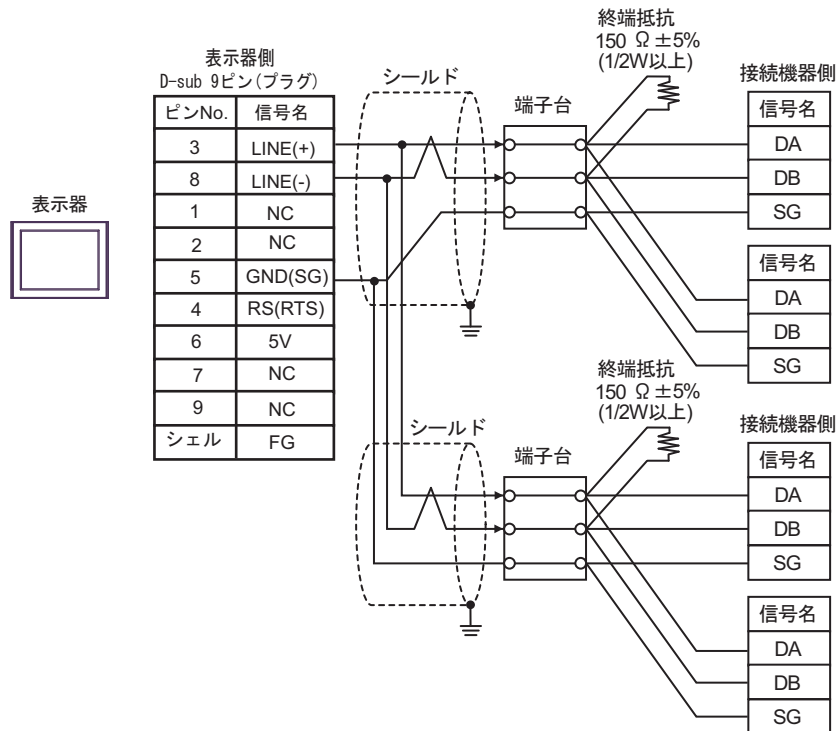 表示器
表示器側
D-sub 9ピン(プラグ)
ピンNo. 信号名
3 LINE(+)
8 LINE(-)
1 NC
2 NC
5 GND(SG)
4 RS(RTS)
6 5V
7 NC
9 NC
シェル FG
シールド
端子台
終端抵抗
150 Ω ±5%
(1/2W以上)
接続機器側
信号名
DA
DB
SG
信号名
DA
DB
SG
シールド
端子台
終端抵抗
150 Ω ±5%
(1/2W以上)
接続機器側
信号名
DA
DB
SG
信号名
DA
DB
SG